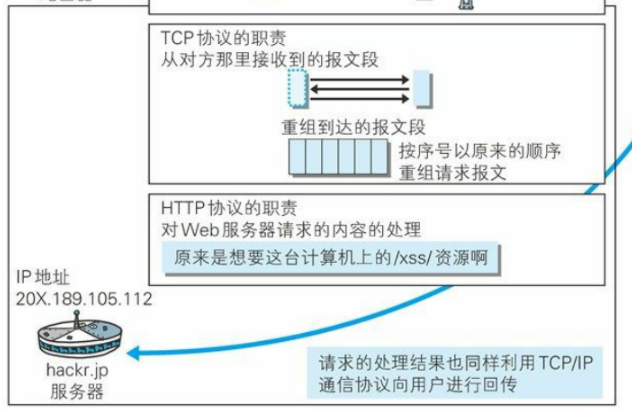 TCP协议的职责
从对方那里接收到的报文段
重组到达的报文段
按序号以原来的顺序
重组请求报文
HTTP协议的职责
对Web服务器请求的内容的处理
原来是想要这台计算机上的/xss/资源啊
IP地址
20X.189.105.112
hackr.jp
服务器
请求的处理结果也同样利用TCP/IP
通信协议向用户进行回传